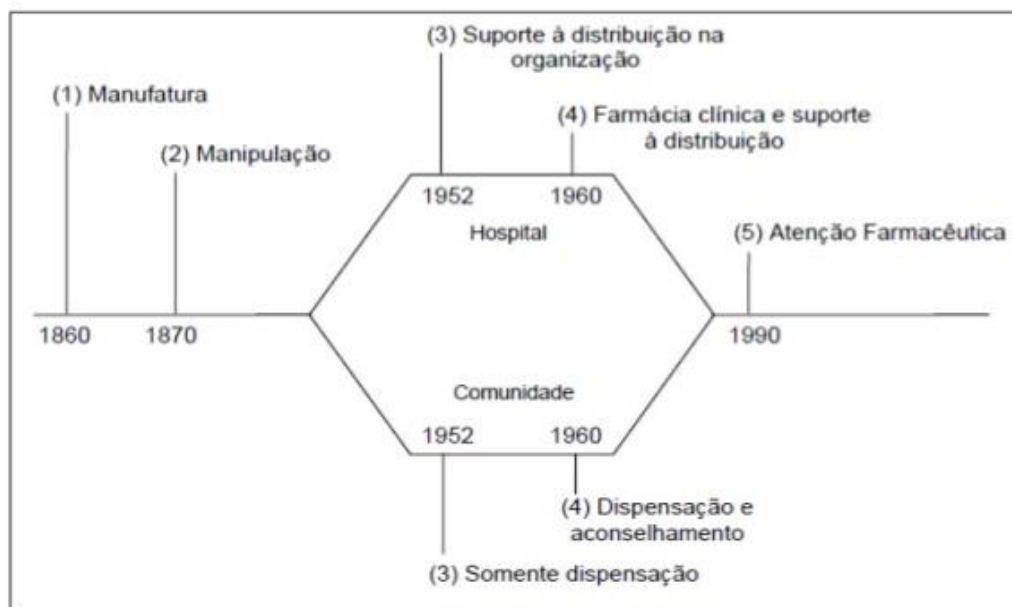 (3) Suporte à distribuição na
organização
(1) Manufatura
(4) Farmácia clínica e suporte
à distribuição
(2) Manipulação
1952
1960
Hospital
(5) Atenção Farmacêutica
1860
1870
1990
Comunidade
1952
1960
(4) Dispensação e
aconselhamento
(3) Somente dispensação